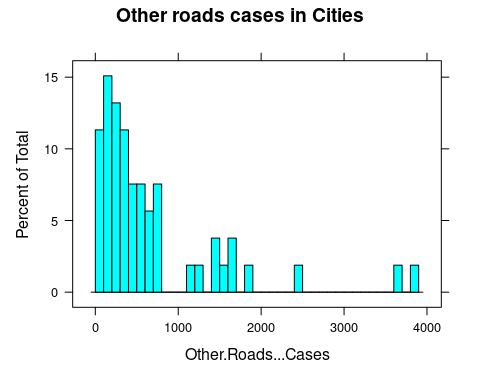 Other roads cases in Cities
15
10
5
0
Percent of Total
0 1000 2000 3000 4000
Other.Roads...Cases